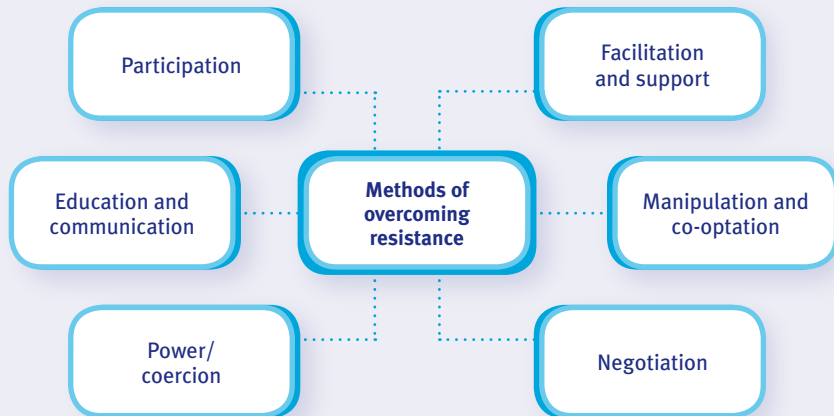 Participation
Facilitation
and support
Education and
communication
Methods of
overcoming
resistance
Manipulation and
co-optation
Power/
coercion
Negotiation